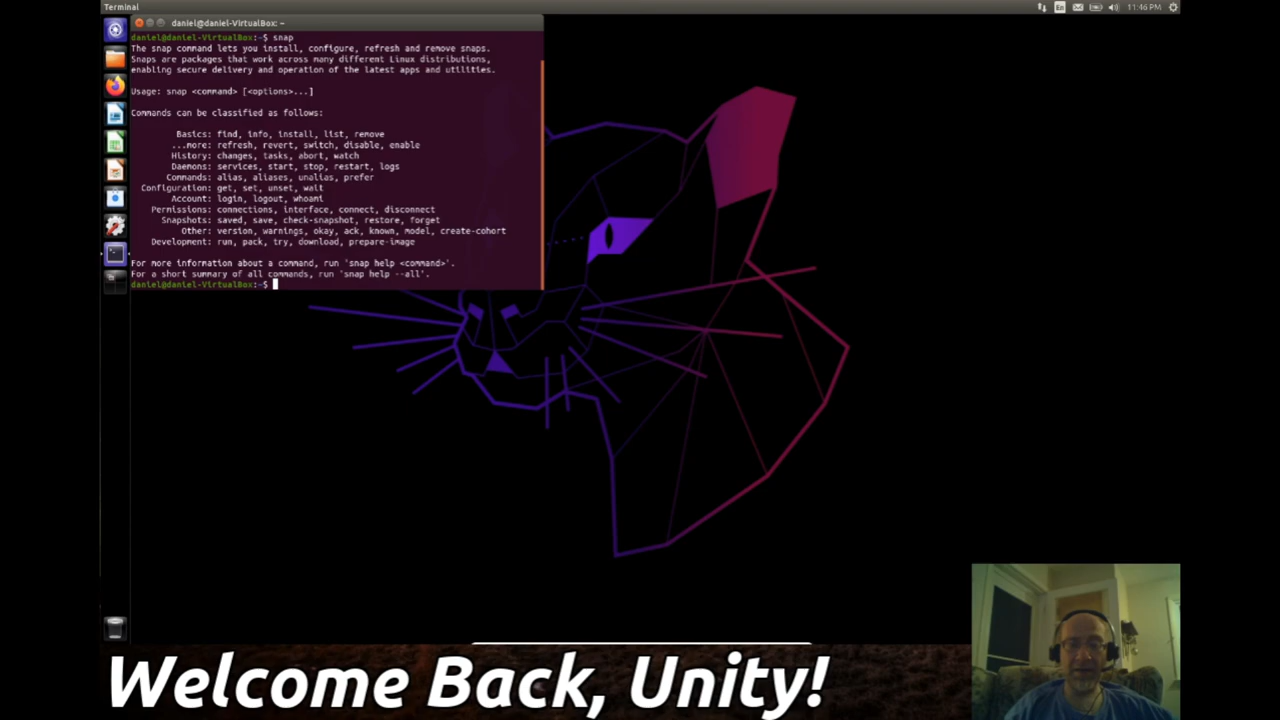 Terminal
En
11:46 PM
daniel@daniel-VirtualBox: ~
daniel@daniel-VirtualBox:~$ snap
The snap command lets you install, configure, refresh and remove snaps.
Snaps are packages that work across many different Linux distributions,
enabling secure delivery and operation of the latest apps and utilities.
Usage: snap <command> [<options>...]
Commands can be classified as follows:
Basics: find, info, install, list, remove
...more: refresh, revert, switch, disable, enable
History: changes, tasks, abort, watch
Daemons: services, start, stop, restart, logs
Commands: alias, aliases, unalias, prefer
Configuration: get, set, unset, wait
Account: login, logout, whoami
Permissions: connections, interface, connect, disconnect
Snapshots: saved, save, check-snapshot, restore, forget
Other: version, warnings, okay, ack, known, model, create-cohort
Development: run, pack, try, download, prepare-image
For more information about a command, run 'snap help <command>'.
For a short summary of all commands, run 'snap help --all'.
daniel@daniel-VirtualBox:~$
Welcome Back, Unity!